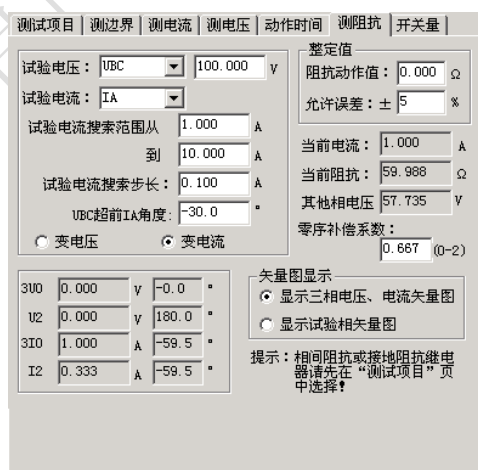 测试项目 测边界 测电流 测电压 动作时间 测阻抗 开关量
试验电压： UBC 100.000 V
试验电流： IA
试验电流搜索范围从 1.000 A
到 10.000 A
试验电流搜索步长： 0.100 A
UBC超前IA角度: -30.0 °
变电压 变电流
整定值
阻抗动作值： 0.000 Ω
允许误差：± 5 %
当前电流： 1.000 A
当前阻抗： 59.988 Ω
其他相电压 57.735 V
零序补偿系数：
0.667 (0-2)
3U0 0.000 V -0.0 °
U2 0.000 V 180.0 °
3I0 1.000 A -59.5 °
I2 0.333 A -59.5 °
矢量图显示
显示三相电压、电流矢量图
显示试验相矢量图
提示：相间阻抗或接地阻抗继电
器请先在“测试项目”页
中选择！